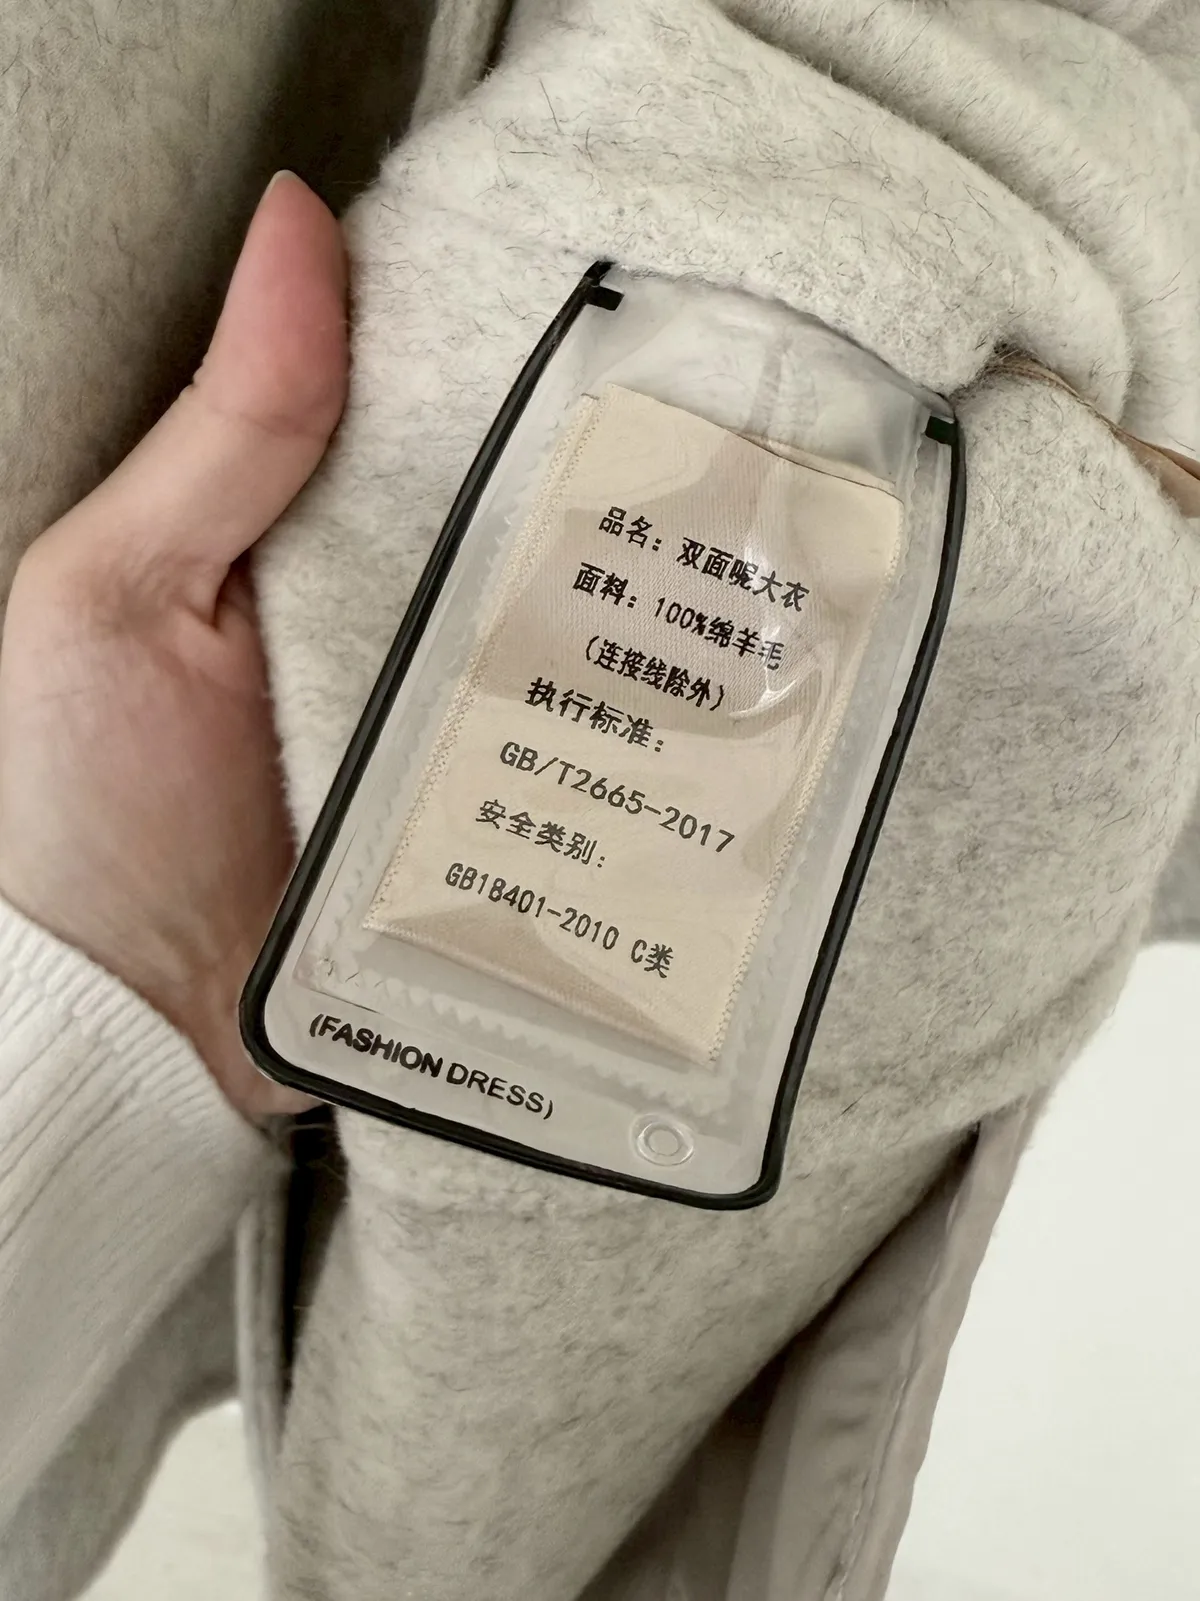 品名：双面呢大衣
面料：100%绵羊毛
（连接线除外）
执行标准：
GB/T2665-2017
安全类别：
GB18401-2010 C类
(FASHION DRESS)